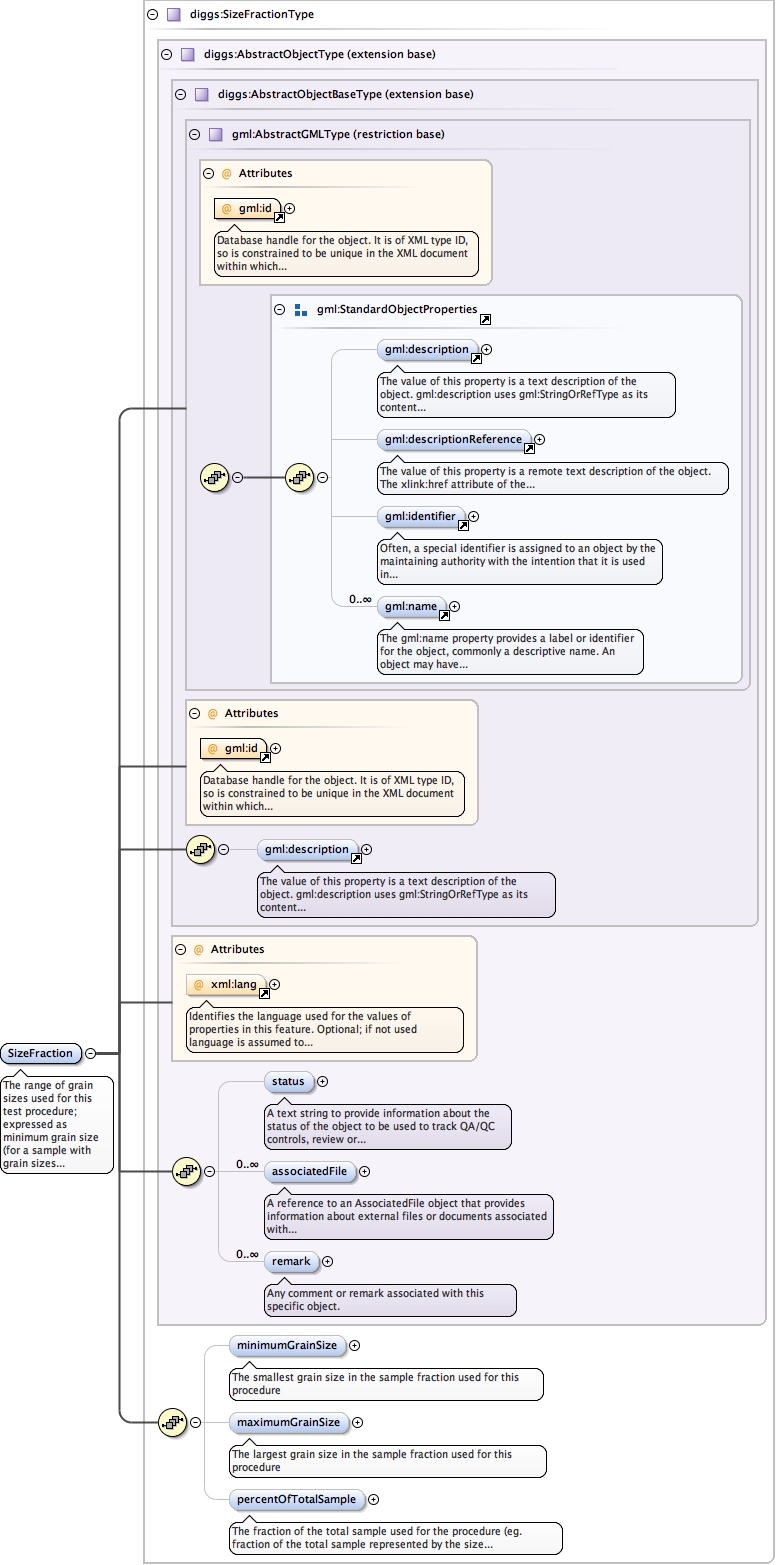 diggs:SizeFractionType
diggs:AbstractObjectType (extension base)
diggs:AbstractObjectBaseType (extension base)
gml:AbstractGMLType (restriction base)
@ Attributes
@ gml:id
Database handle for the object. It is of XML type ID,
so is constrained to be unique in the XML document
within which...
gml:StandardObjectProperties
gml:description
The value of this property is a text description of the
object. gml:description uses gml:StringOrRefType as its
content...
gml:descriptionReference
The value of this property is a remote text description of the object.
The xlink:href attribute of the...
gml:identifier
Often, a special identifier is assigned to an object by the
maintaining authority with the intention that it is used
in...
0..∞
gml:name
The gml:name property provides a label or identifier
for the object, commonly a descriptive name. An
object may have...
@ Attributes
@ gml:id
Database handle for the object. It is of XML type ID,
so is constrained to be unique in the XML document
within which...
gml:description
The value of this property is a text description of the
object. gml:description uses gml:StringOrRefType as its
content...
@ Attributes
@ xml:lang
Identifies the language used for the values of
properties in this feature. Optional; if not used
language is assumed to...
SizeFraction
The range of grain
sizes used for this
test procedure;
expressed as
minimum grain size
(for a sample with
grain sizes...
status
A text string to provide information about the
status of the object to be used to track QA/QC
controls, review or...
0..∞
associatedFile
A reference to an AssociatedFile object that provides
information about external files or documents associated
with...
0..∞
remark
Any comment or remark associated with this
specific object.
minimumGrainSize
The smallest grain size in the sample fraction used for this
procedure
maximumGrainSize
The largest grain size in the sample fraction used for this
procedure
percentOfTotalSample
The fraction of the total sample used for the procedure (eg.
fraction of the total sample represented by the size...